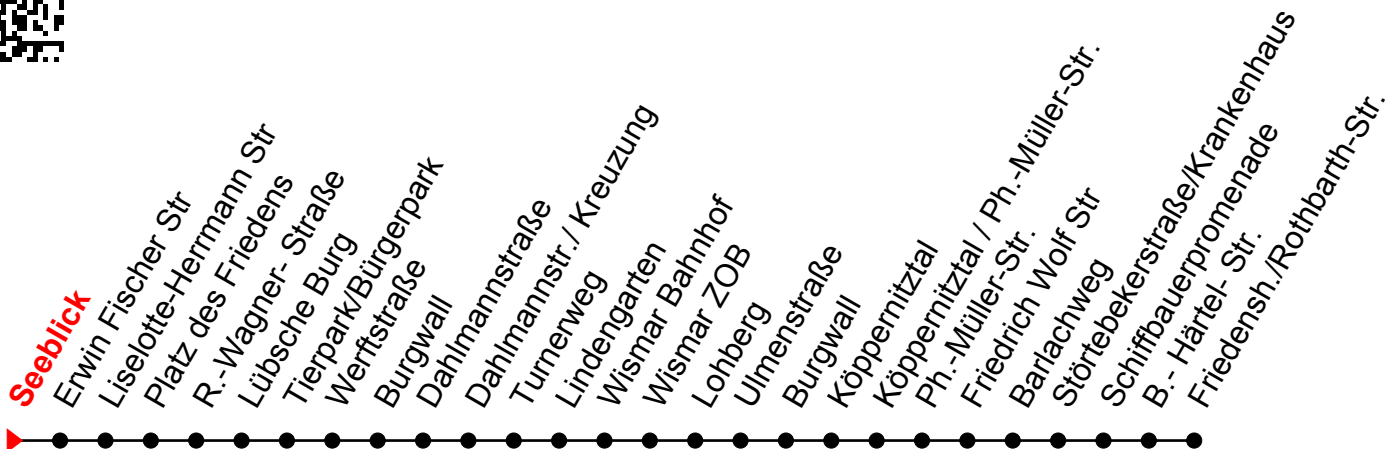 Seeblick
Erwin Fischer Str
Liselotte-Herrmann Str
Platz des Friedens
R.-Wagner- Straße
Lübsche Burg
Tierpark/Bürgerpark
Werftstraße
Burgwall
Dahlmannstraße
Dahlmannstr./ Kreuzung
Turnerweg
Lindengarten
Wismar Bahnhof
Wismar ZOB
Lohberg
Ulmenstraße
Burgwall
Köppernitztal
Köppernitztal / Ph.-Müller-Str.
Ph.-Müller-Str.
Friedrich Wolf Str
Barlachweg
Störtebekerstraße/Krankenhaus
Schiffbauerpromenade
B.- Härtel- Str.
Friedensh./Rothbarth-Str.